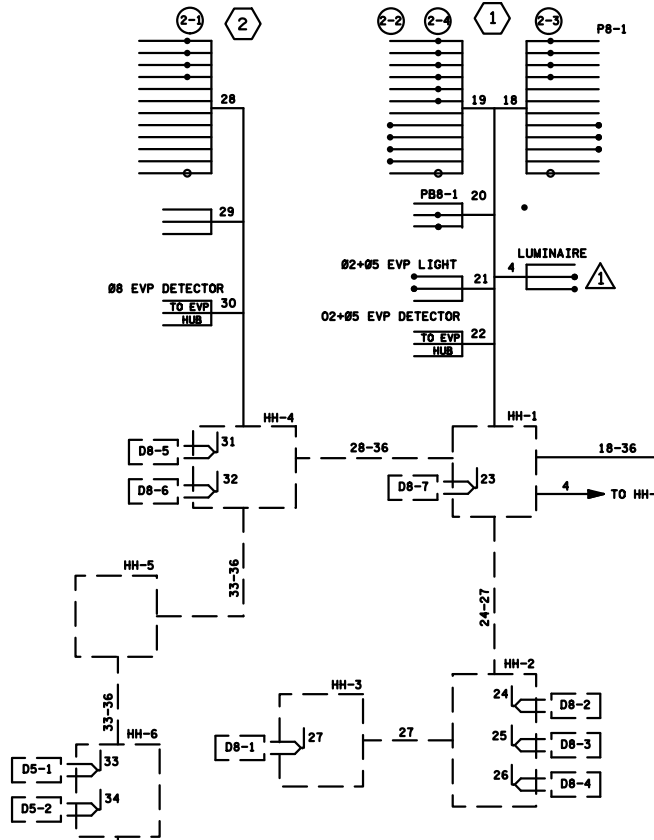 2-1 2 2-2 2-4 1 2-3
P8-1
28 19 18
PB8-1 20
29
LUMINAIRE
Ø2+Ø5 EVP LIGHT 4
21 1
Ø8 EVP DETECTOR
TO EVP 30
HUB
O2+Ø5 EVP DETECTOR
22
TO EVP
HUB
HH-4 HH-1
31 28-36 18-36
D8-5
32 23
D8-6 D8-7
4 TO HH-
33-36
HH-5
24-27
HH-2
33-36 HH-3
24 D8-2
HH-6
D8-1 27 27 25 D8-3
D5-1 33
26 D8-4
D5-2 34